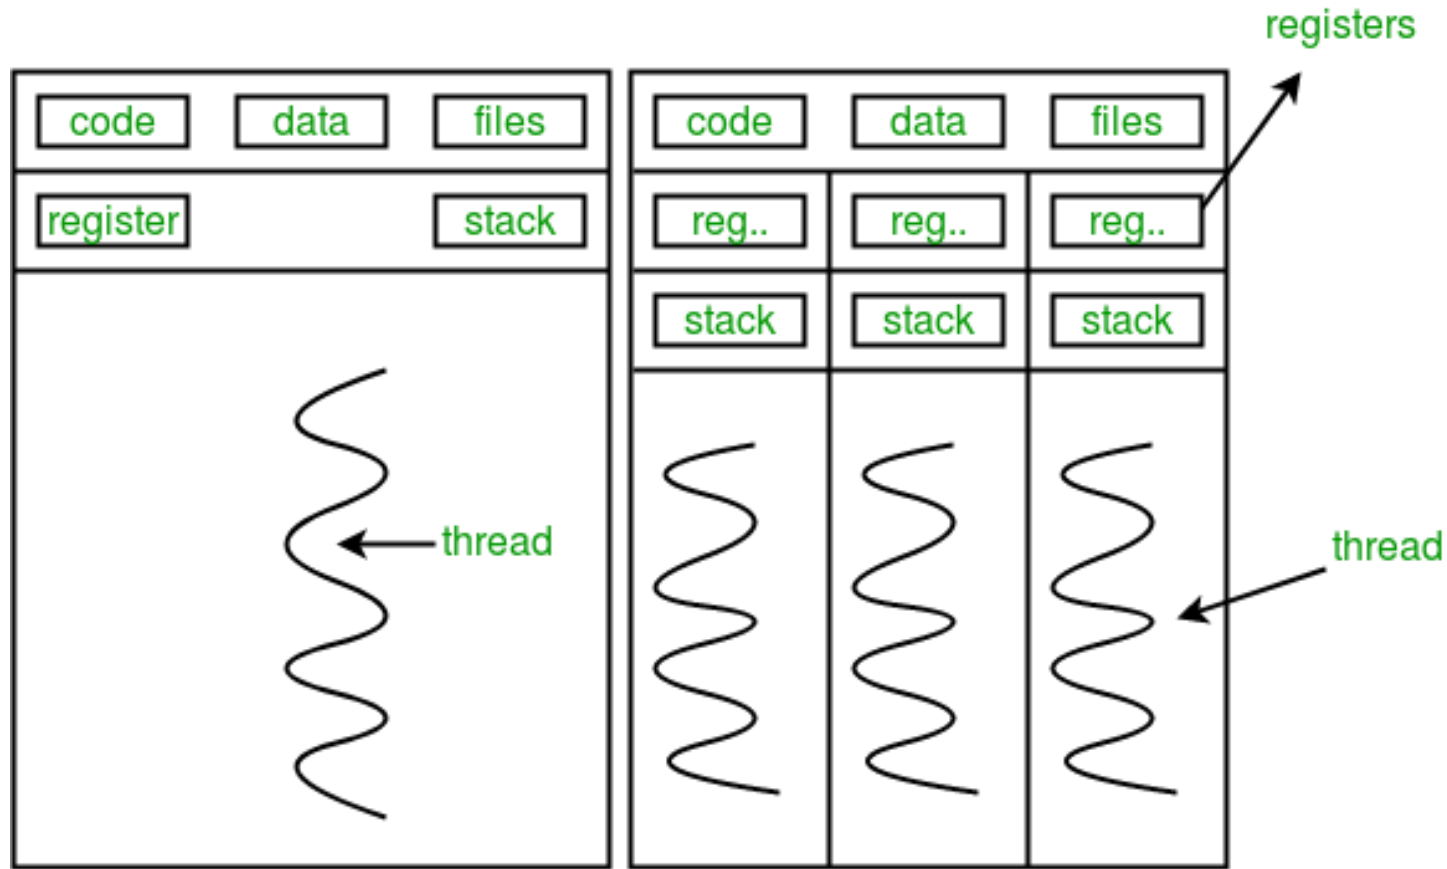 registers
code data files
register stack
thread
code data files
reg.. reg.. reg..
stack stack stack
thread